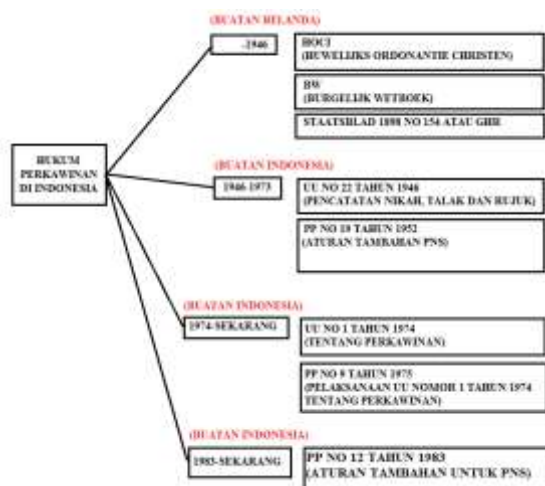 (BUATAN BELANDA)
-1946
HOCI
(HUWELIJKS ORDONANTIE CHRISTEN)
BW
(BURGELIJK WETBOEK)
STAATSBLAD 1898 NO 154 ATAU GHR
HUKUM
PERKAWINAN
DI INDONESIA
(BUATAN INDONESIA)
1946-1973
UU NO 22 TAHUN 1946
(PENCATATAN NIKAH, TALAK DAN RUJUK)
PP NO 19 TAHUN 1952
(ATURAN TAMBAHAN PNS)
(BUATAN INDONESIA)
1974-SEKARANG
UU NO 1 TAHUN 1974
(TENTANG PERKAWINAN)
PP NO 9 TAHUN 1975
(PELAKSANAAN UU NOMOR 1 TAHUN 1974
TENTANG PERKAWINAN)
(BUATAN INDONESIA)
1983-SEKARANG
PP NO 12 TAHUN 1983
(ATURAN TAMBAHAN UNTUK PNS)